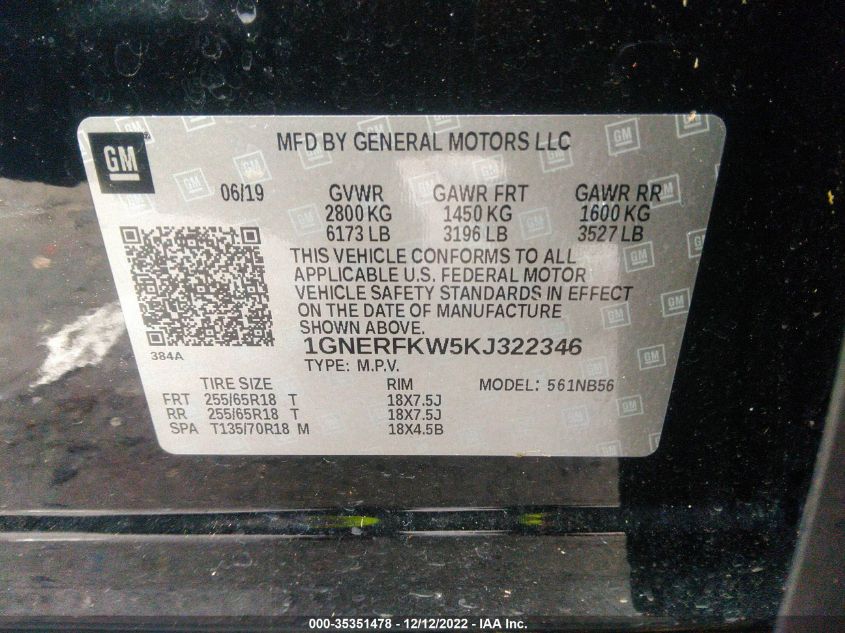 GM
MFD BY GENERAL MOTORS LLC
06/19 GVWR GAWR FRT GAWR RR
2800 KG 1450 KG 1600 KG
6173 LB 3196 LB 3527 LB
THIS VEHICLE CONFORMS TO ALL
APPLICABLE U.S. FEDERAL MOTOR
VEHICLE SAFETY STANDARDS IN EFFECT
ON THE DATE OF MANUFACTURE
SHOWN ABOVE.
384A
1GNERFKW5KJ322346
TYPE: M.P.V.
TIRE SIZE RIM MODEL: 561NB56
FRT 255/65R18 T 18X7.5J
RR 255/65R18 T 18X7.5J
SPA T135/70R18 M 18X4.5B
000-35351478 - 12/12/2022 - IAA Inc.